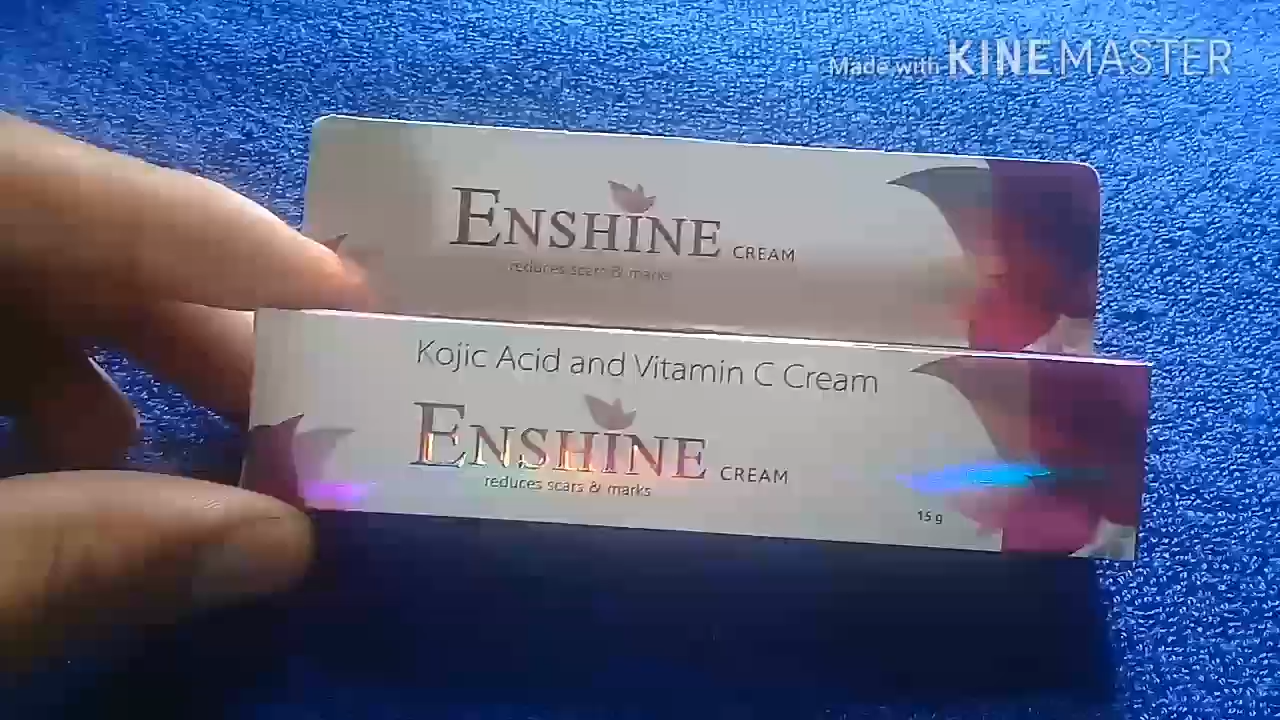 Made with KINEMASTER
ENSHINE CREAM
reduces scars & marks
Kojic Acid and Vitamin C Cream
ENSHINE CREAM
reduces scars & marks
15 g